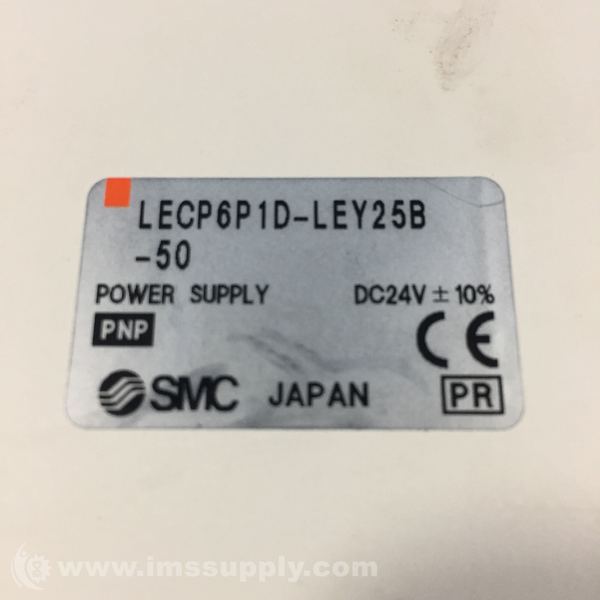 LECP6P1D-LEY25B
-50
POWER SUPPLY DC24V ± 10%
PNP
CE
SMC JAPAN PR
www.imssupply.com